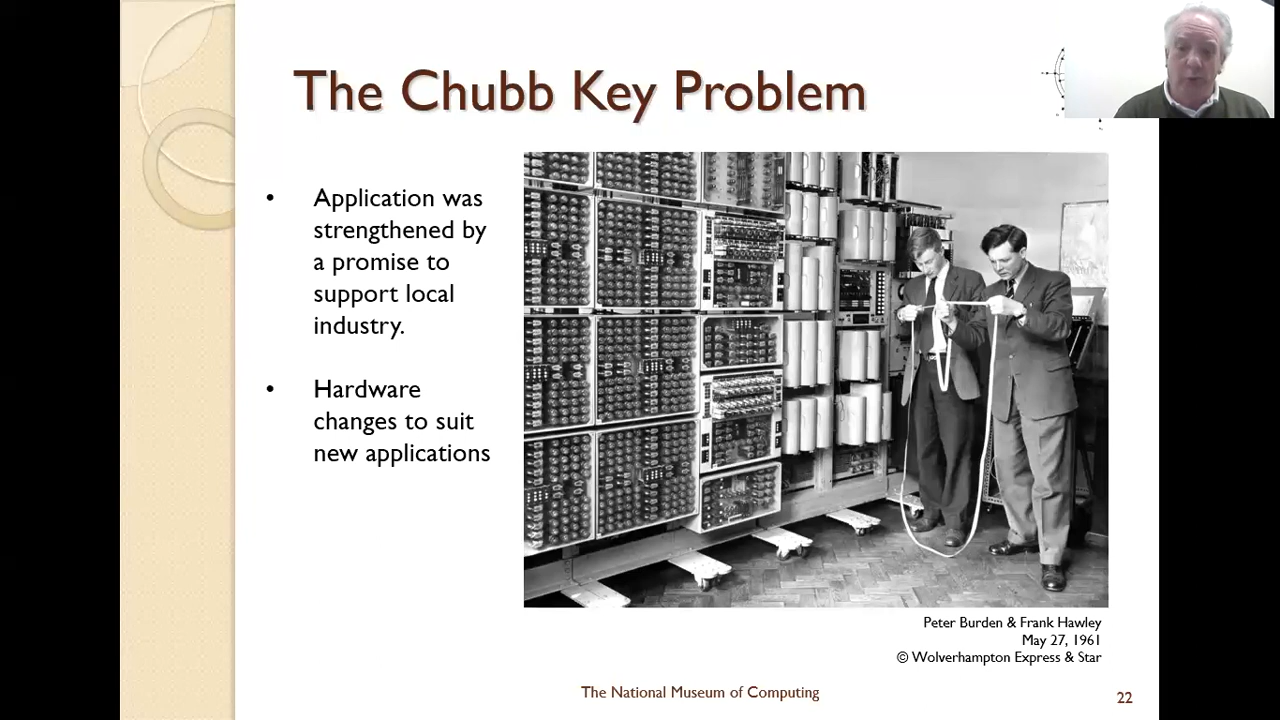 The Chubb Key Problem
• Application was
strengthened by
a promise to
support local
industry.
• Hardware
changes to suit
new applications
Peter Burden & Frank Hawley
May 27, 1961
© Wolverhampton Express & Star
The National Museum of Computing
22